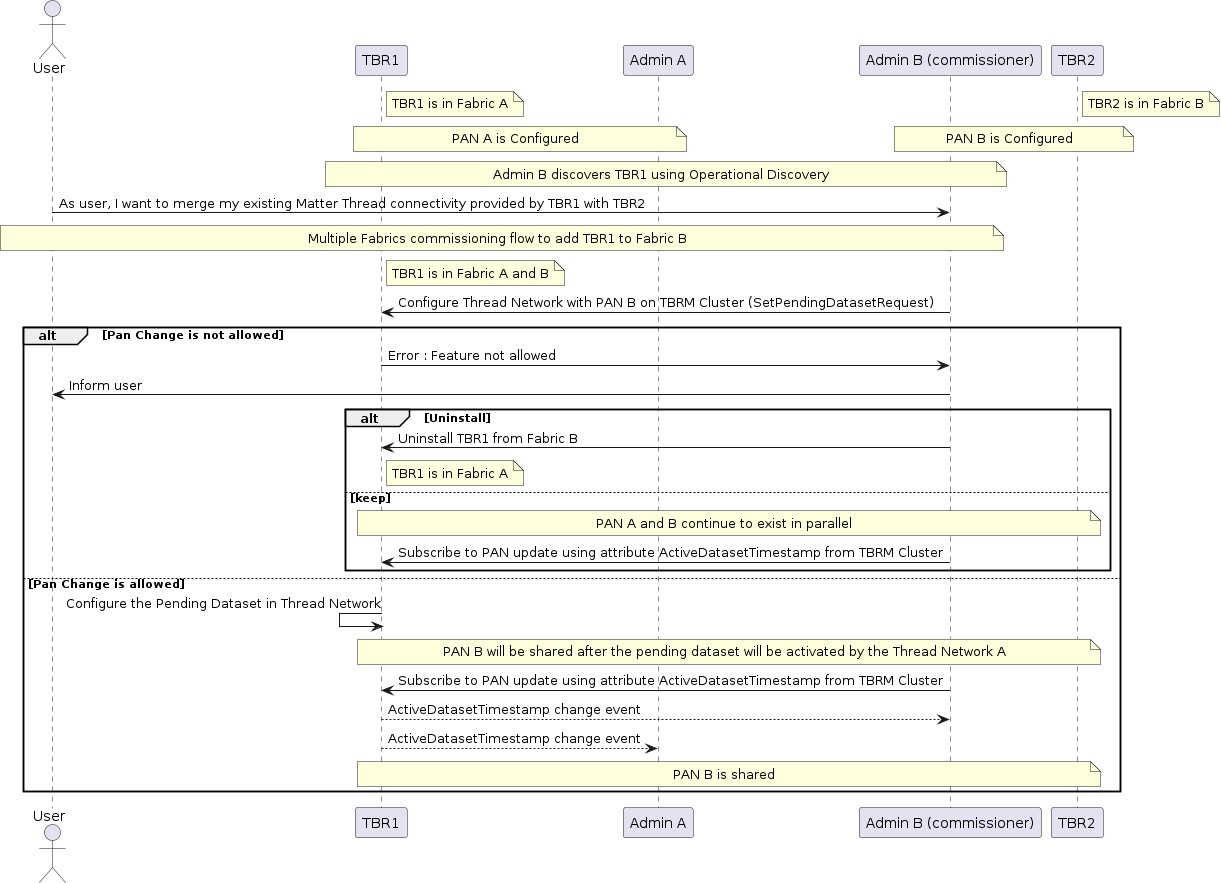 User
TBR1
Admin A
Admin B (commissioner)
TBR2
TBR1 is in Fabric A
TBR2 is in Fabric B
PAN A is Configured
PAN B is Configured
Admin B discovers TBR1 using Operational Discovery
As user, I want to merge my existing Matter Thread connectivity provided by TBR1 with TBR2
Multiple Fabrics commissioning flow to add TBR1 to Fabric B
TBR1 is in Fabric A and B
Configure Thread Network with PAN B on TBRM Cluster (SetPendingDatasetRequest)
alt
[Pan Change is not allowed]
Error : Feature not allowed
Inform user
alt
[Uninstall]
Uninstall TBR1 from Fabric B
TBR1 is in Fabric A
[keep]
PAN A and B continue to exist in parallel
Subscribe to PAN update using attribute ActiveDatasetTimestamp from TBRM Cluster
[Pan Change is allowed]
Configure the Pending Dataset in Thread Network
PAN B will be shared after the pending dataset will be activated by the Thread Network A
Subscribe to PAN update using attribute ActiveDatasetTimestamp from TBRM Cluster
ActiveDatasetTimestamp change event
ActiveDatasetTimestamp change event
PAN B is shared
User
TBR1
Admin A
Admin B (commissioner)
TBR2